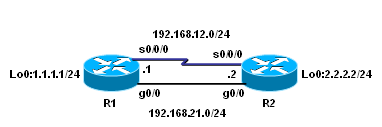 192.168.12.0/24
s0/0/0
s0/0/0
Lo0:1.1.1.1/24
.1
.2
Lo0:2.2.2.2/24
g0/0
g0/0
R1
R2
192.168.21.0/24